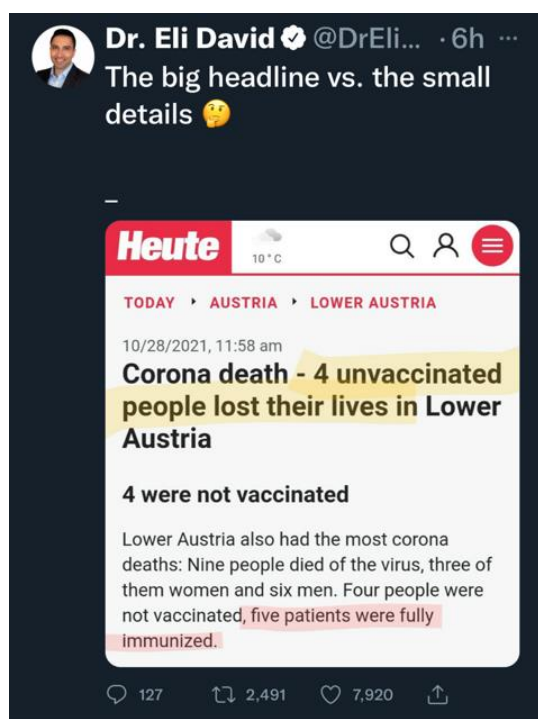 Dr. Eli David @DrEli... · 6h ...
The big headline vs. the small
details 🤔
_
Heute
10°C
TODAY ▸ AUSTRIA ▸ LOWER AUSTRIA
10/28/2021, 11:58 am
Corona death - 4 unvaccinated
people lost their lives in Lower
Austria
4 were not vaccinated
Lower Austria also had the most corona
deaths: Nine people died of the virus, three of
them women and six men. Four people were
not vaccinated, five patients were fully
immunized.
127 2,491 7,920